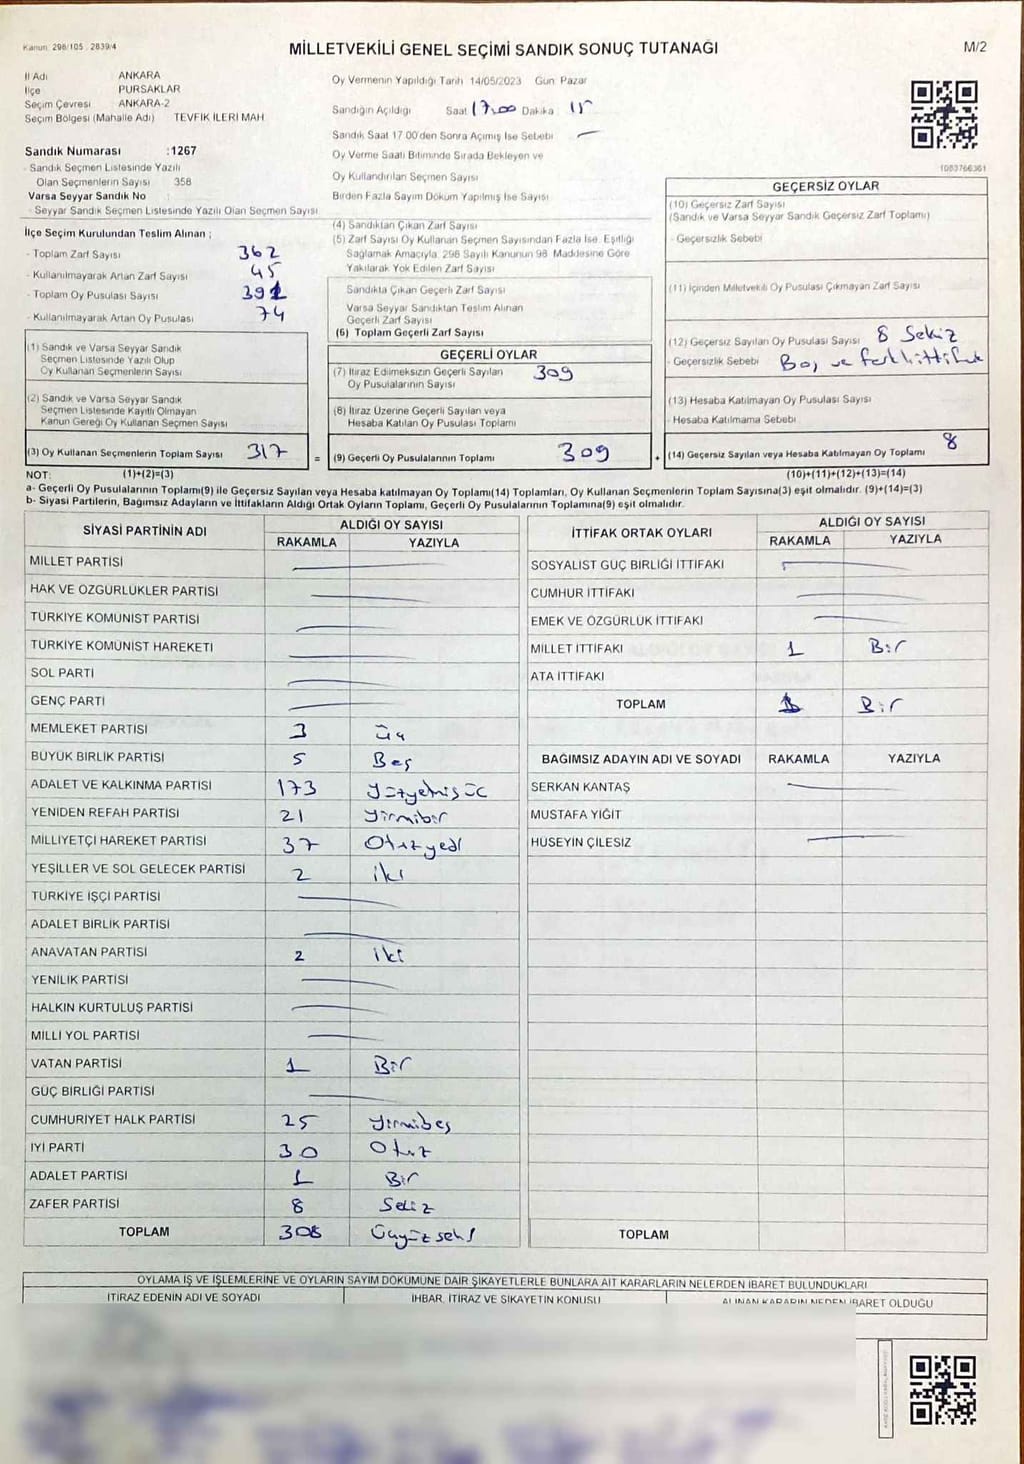 Kanun: 298/105 , 2839/4
MİLLETVEKİLİ GENEL SEÇİMİ SANDIK SONUÇ TUTANAĞI
M/2
İl Adı ANKARA
İlçe PURSAKLAR
Seçim Çevresi ANKARA-2
Seçim Bölgesi (Mahalle Adı) TEVFİK İLERİ MAH
Sandık Numarası :1267
- Sandık Seçmen Listesinde Yazılı
Olan Seçmenlerin Sayısı 358
Varsa Seyyar Sandık No :
- Seyyar Sandık Seçmen Listesinde Yazılı Olan Seçmen Sayısı
Oy Vermenin Yapıldığı Tarih 14/05/2023 Gün Pazar
Sandığın Açıldığı Saat 17:00 Dakika 15
Sandık Saat 17 00'den Sonra Açımış İse Sebebi —
Oy Verme Saati Bitiminde Sırada Bekleyen ve
Oy Kullandırılan Seçmen Sayısı
Birden Fazla Sayım Döküm Yapılmış İse Sayısı
1083766361
İlçe Seçim Kurulundan Teslim Alınan ;
- Toplam Zarf Sayısı 362
- Kullanılmayarak Artan Zarf Sayısı 45
- Toplam Oy Pusulası Sayısı 391
- Kullanılmayarak Artan Oy Pusulası 74
(1) Sandık ve Varsa Seyyar Sandık
Seçmen Listesinde Yazılı Olup
Oy Kullanan Seçmenlerin Sayısı
(2) Sandık ve Varsa Seyyar Sandık
Seçmen Listesinde Kayıtlı Olmayan
Kanun Gereği Oy Kullanan Seçmen Sayısı
(3) Oy Kullanan Seçmenlerin Toplam Sayısı 317 =
(4) Sandıktan Çıkan Zarf Sayısı
(5) Zarf Sayısı Oy Kullanan Seçmen Sayısından Fazla İse, Eşitliği
Sağlamak Amacıyla, 298 Sayılı Kanunun 98. Maddesine Göre
Yakılarak Yok Edilen Zarf Sayısı
Sandıkta Çıkan Geçerli Zarf Sayısı
Varsa Seyyar Sandıktan Teslim Alınan
Geçerli Zarf Sayısı
(6) Toplam Geçerli Zarf Sayısı
GEÇERLİ OYLAR
(7) İtiraz Edilmeksizin Geçerli Sayılan 309
Oy Pusulasının Sayısı
(8) İtiraz Üzerine Geçerli Sayılan veya
Hesaba Katılan Oy Pusulası Toplamı
(9) Geçerli Oy Pusulalarının Toplamı 309 +
GEÇERSİZ OYLAR
(10) Geçersiz Zarf Sayısı
(Sandık ve Varsa Seyyar Sandık Geçersiz Zarf Toplamı)
- Geçersizlik Sebebi
(11) İçinden Milletvekili Oy Pusulası Çıkmayan Zarf Sayısı
(12) Geçersiz Sayılan Oy Pusulası Sayısı 8 Sekiz
- Geçersizlik Sebebi Boş ve farklı ittifak
(13) Hesaba Katılmayan Oy Pusulası Sayısı
- Hesaba Katılmama Sebebi
(14) Geçersiz Sayılan veya Hesaba Katılmayan Oy Toplamı 8
NOT: (1)+(2)=(3) (10)+(11)+(12)+(13)=(14)
a- Geçerli Oy Pusulalarının Toplamı(9) ile Geçersiz Sayılan veya Hesaba katılmayan Oy Toplamı(14) Toplamları, Oy Kullanan Seçmenlerin Toplam Sayısına(3) eşit olmalıdır. (9)+(14)=(3)
b- Siyasi Partilerin, Bağımsız Adayların ve İttifakların Aldığı Ortak Oyların Toplamı, Geçerli Oy Pusulalarının Toplamına(9) eşit olmalıdır.
SİYASİ PARTİNİN ADI ALDIĞI OY SAYISI
RAKAMLA YAZIYLA
MİLLET PARTİSİ —
HAK VE ÖZGÜRLÜKLER PARTİSİ —
TÜRKİYE KOMÜNİST PARTİSİ —
TÜRKİYE KOMÜNİST HAREKETİ —
SOL PARTİ —
GENÇ PARTİ —
MEMLEKET PARTİSİ 3 Üç
BÜYÜK BİRLİK PARTİSİ 5 Beş
ADALET VE KALKINMA PARTİSİ 173 Yüzyetmişüç
YENİDEN REFAH PARTİSİ 21 Yirmibir
MİLLİYETÇİ HAREKET PARTİSİ 37 Otuzyedi
YEŞİLLER VE SOL GELECEK PARTİSİ 2 iki
TÜRKİYE İŞÇİ PARTİSİ —
ADALET BİRLİK PARTİSİ —
ANAVATAN PARTİSİ 2 iki
YENİLİK PARTİSİ —
HALKIN KURTULUŞ PARTİSİ —
MİLLİ YOL PARTİSİ —
VATAN PARTİSİ 1 Bir
GÜÇ BİRLİĞİ PARTİSİ —
CUMHURİYET HALK PARTİSİ 25 Yirmibeş
İYİ PARTİ 30 Otuz
ADALET PARTİSİ 1 Bir
ZAFER PARTİSİ 8 Sekiz
TOPLAM 308 Üçyüzseki
İTTİFAK ORTAK OYLARI ALDIĞI OY SAYISI
RAKAMLA YAZIYLA
SOSYALİST GÜÇ BİRLİĞİ İTTİFAKI —
CUMHUR İTTİFAKI —
EMEK VE ÖZGÜRLÜK İTTİFAKI —
MİLLET İTTİFAKI 1 Bir
ATA İTTİFAKI
TOPLAM 1 Bir
BAĞIMSIZ ADAYIN ADI VE SOYADI RAKAMLA YAZIYLA
SERKAN KANTAŞ —
MUSTAFA YİĞİT
HÜSEYİN ÇİLESİZ —
TOPLAM
OYLAMA İŞ VE İŞLEMLERİNE VE OYLARIN SAYIM DÖKÜMÜNE DAİR ŞİKAYETLERLE BUNLARA AİT KARARLARIN NELERDEN İBARET BULUNDUKLARI
İTİRAZ EDENİN ADI VE SOYADI İHBAR, İTİRAZ VE ŞİKAYETİN KONUSU ALINAN KARARIN NEDEN İBARET OLDUĞU